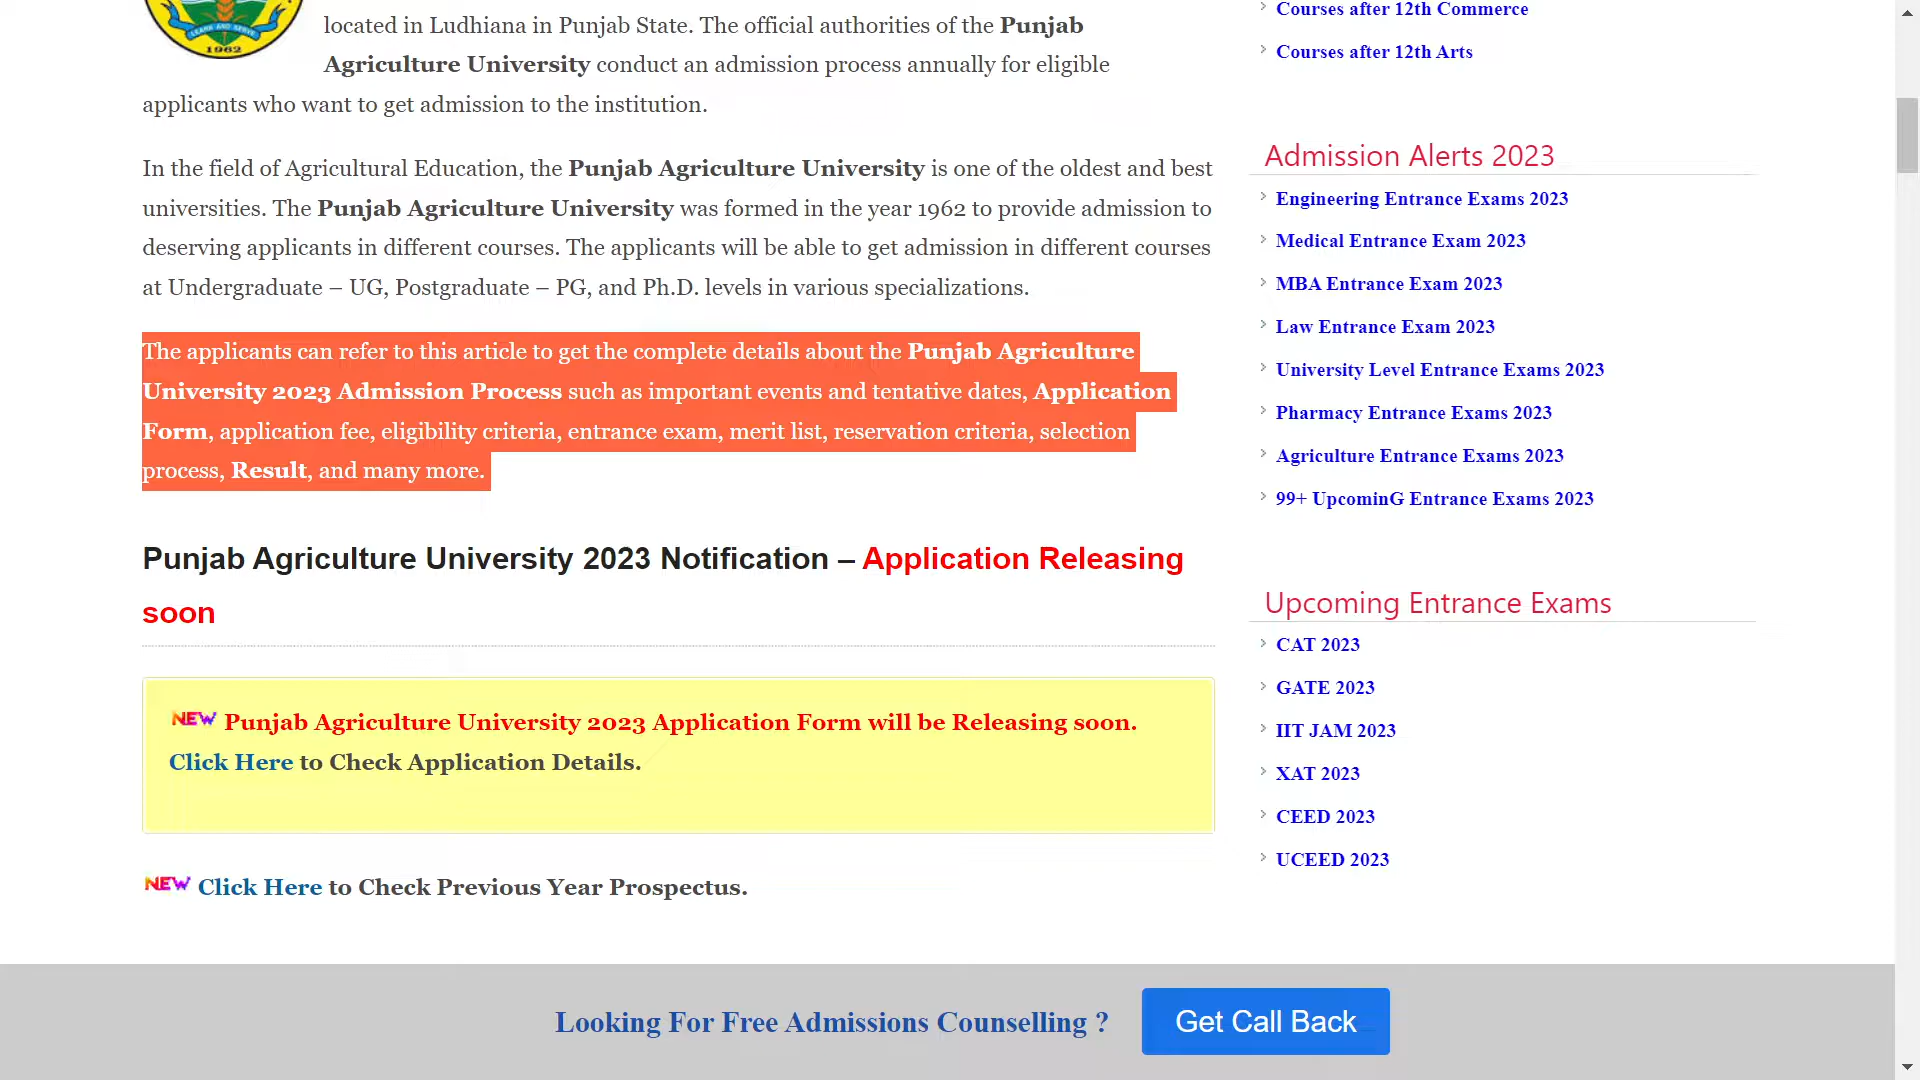 LEARN AND SERVE
1962
located in Ludhiana in Punjab State. The official authorities of the Punjab
Agriculture University conduct an admission process annually for eligible
applicants who want to get admission to the institution.
In the field of Agricultural Education, the Punjab Agriculture University is one of the oldest and best
universities. The Punjab Agriculture University was formed in the year 1962 to provide admission to
deserving applicants in different courses. The applicants will be able to get admission in different courses
at Undergraduate – UG, Postgraduate – PG, and Ph.D. levels in various specializations.
The applicants can refer to this article to get the complete details about the Punjab Agriculture
University 2023 Admission Process such as important events and tentative dates, Application
Form, application fee, eligibility criteria, entrance exam, merit list, reservation criteria, selection
process, Result, and many more.
Punjab Agriculture University 2023 Notification – Application Releasing
soon
NEW Punjab Agriculture University 2023 Application Form will be Releasing soon.
Click Here to Check Application Details.
NEW Click Here to Check Previous Year Prospectus.
Courses after 12th Commerce
Courses after 12th Arts
Admission Alerts 2023
Engineering Entrance Exams 2023
Medical Entrance Exam 2023
MBA Entrance Exam 2023
Law Entrance Exam 2023
University Level Entrance Exams 2023
Pharmacy Entrance Exams 2023
Agriculture Entrance Exams 2023
99+ UpcominG Entrance Exams 2023
Upcoming Entrance Exams
CAT 2023
GATE 2023
IIT JAM 2023
XAT 2023
CEED 2023
UCEED 2023
Looking For Free Admissions Counselling ?
Get Call Back